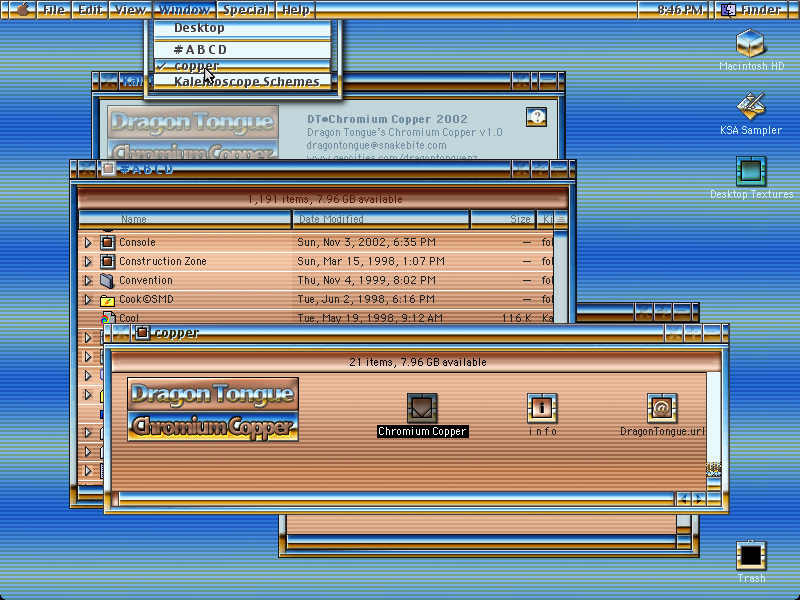 File Edit View Window Special Help 8:46 PM Finder
Desktop
#ABCD
✓ copper
Kaleidoscope Schemes
Macintosh HD
KSA Sampler
Desktop Textures
Dragon Tongue
Chromium Copper
DT•Chromium Copper 2002
Dragon Tongue's Chromium Copper v1.0
dragontongue@snakebite.com
www.geocities.com/dragontonguenz
?
#ABCD
1,191 items, 7.96 GB available
Name Date Modified Size Ki
Console Sun, Nov 3, 2002, 6:35 PM — fol
Construction Zone Sun, Mar 15, 1998, 1:07 PM — fol
Convention Thu, Nov 4, 1999, 8:02 PM — fol
Cook©SMD Tue, Jun 2, 1998, 6:16 PM — fol
Cool Tue, May 19, 1998, 9:12 AM 116 K Ka
copper
21 items, 7.96 GB available
Dragon Tongue
Chromium Copper
Chromium Copper
info
DragonTongue.url
Trash